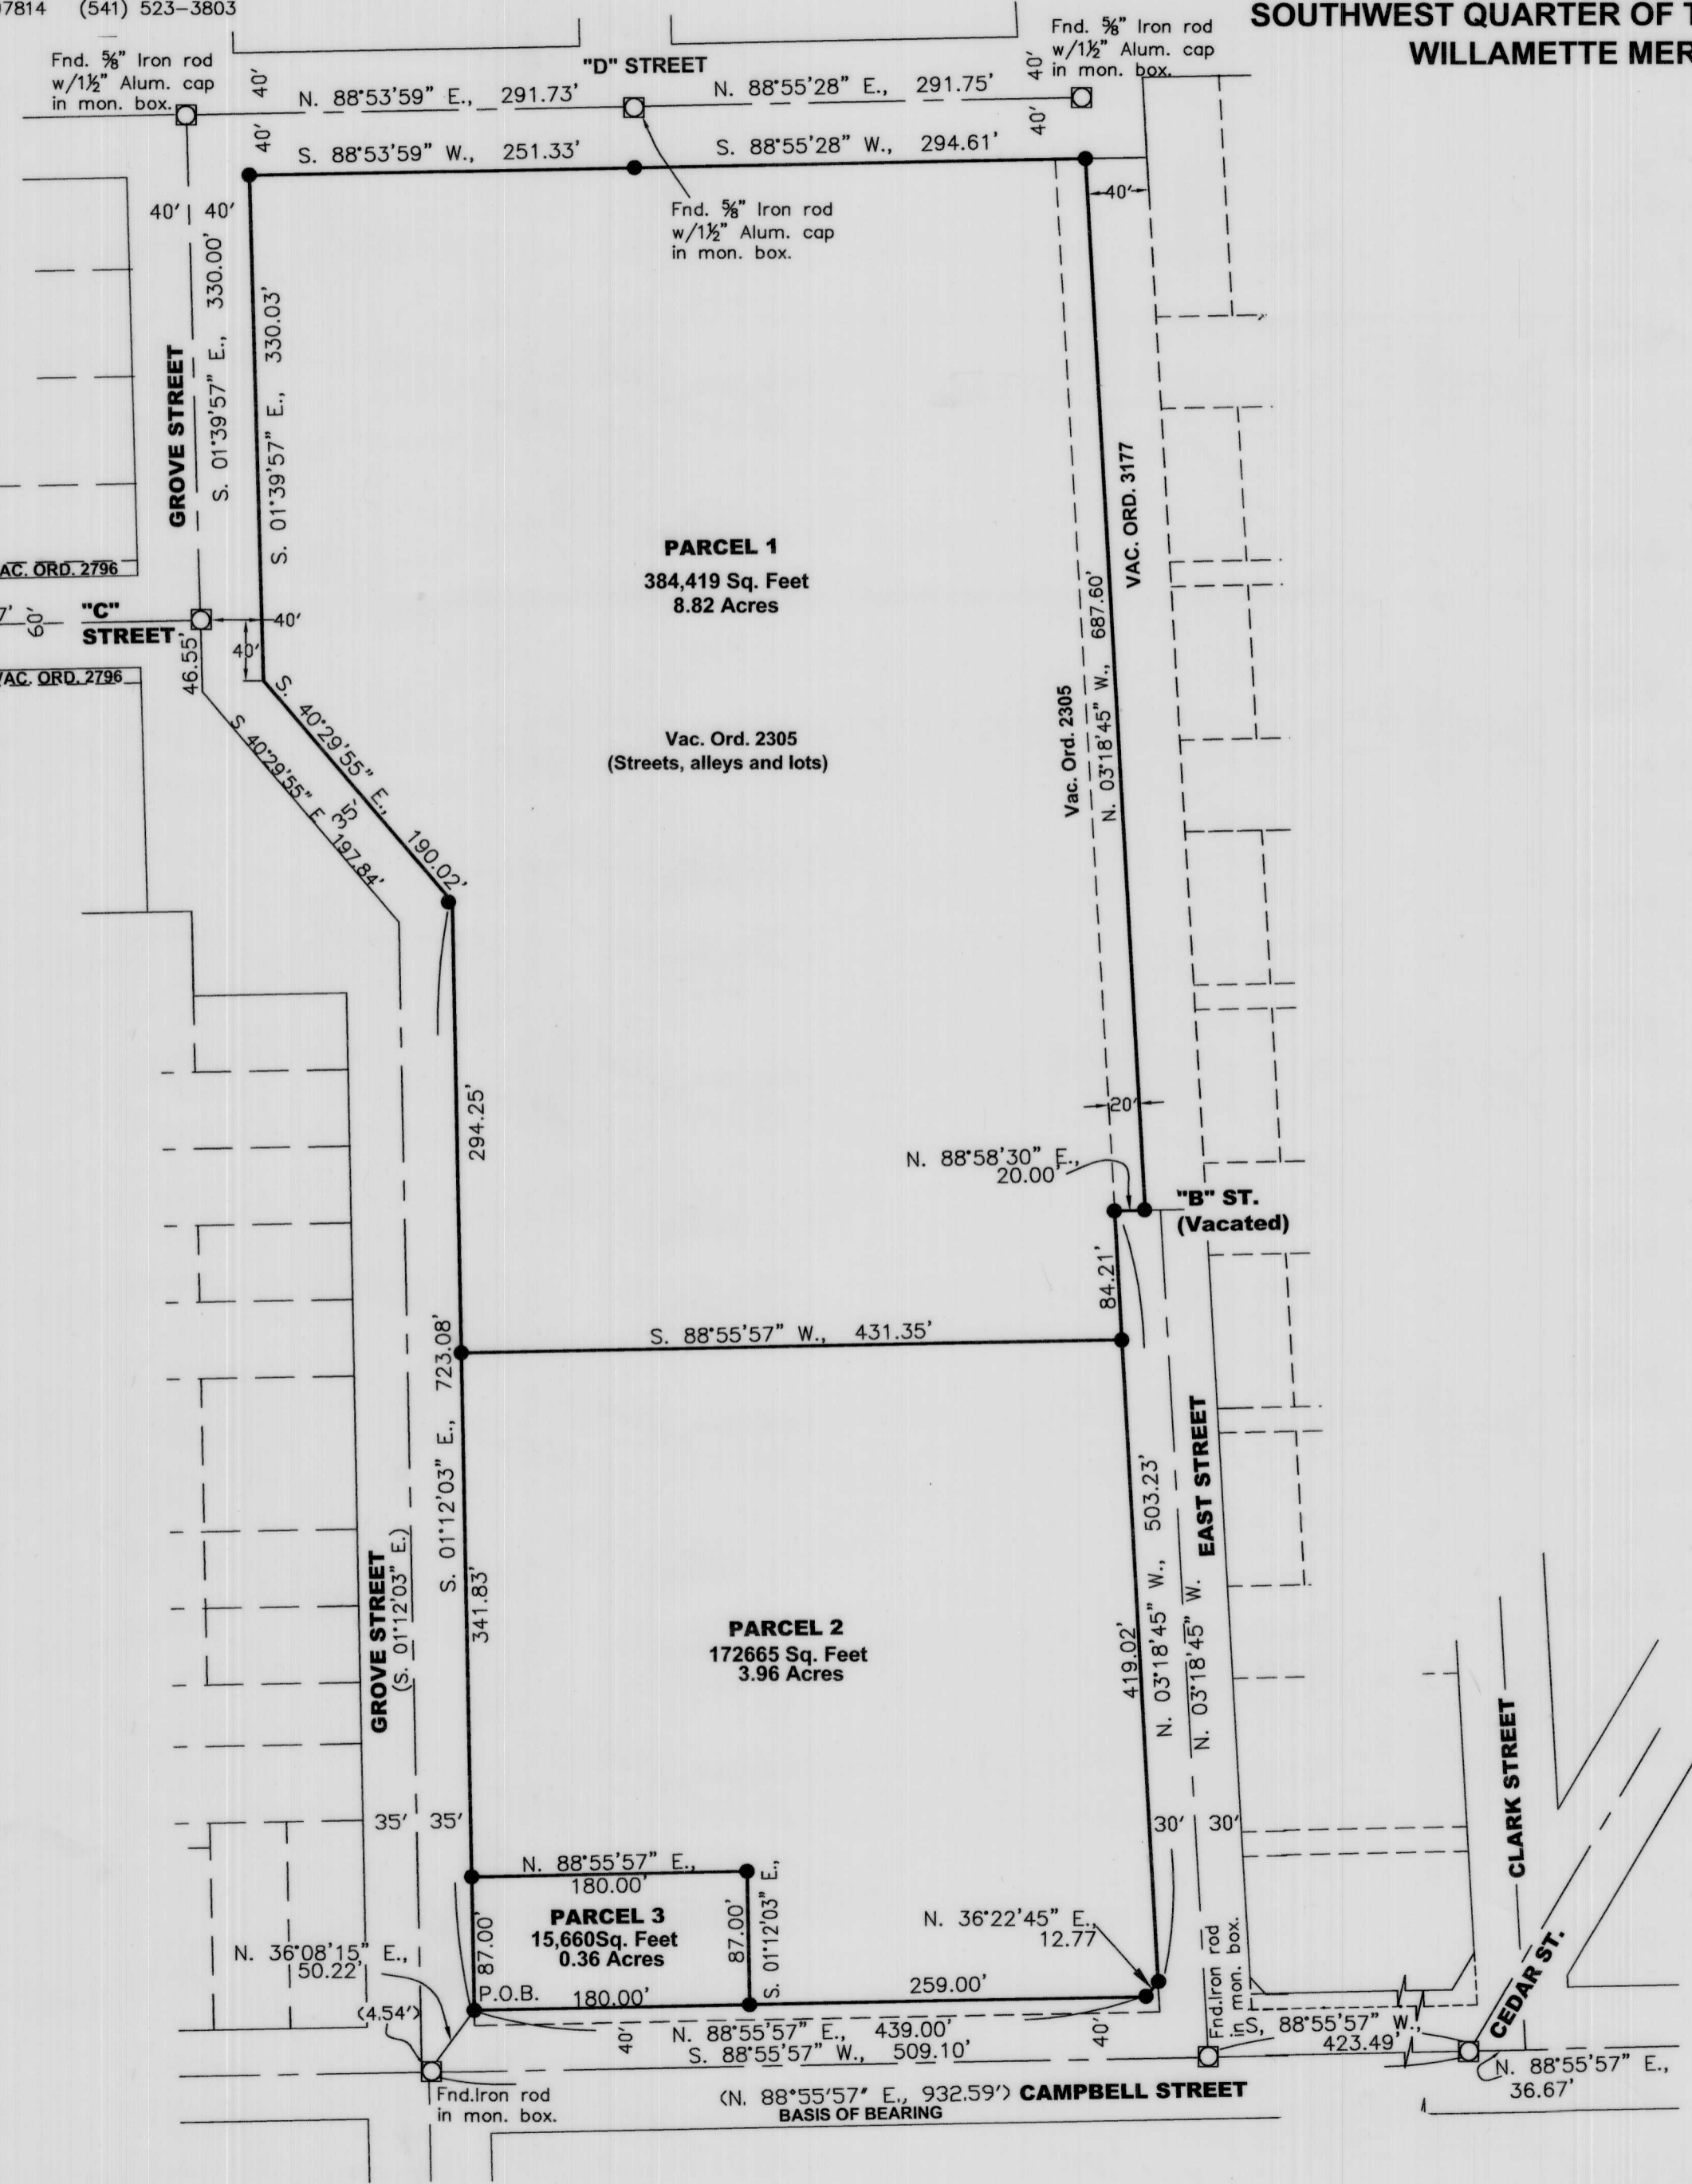 7814 (541) 523-3803
SOUTHWEST QUARTER OF
WILLAMETTE MER
Fnd. ⅝" Iron rod
w/1½" Alum. cap
in mon. box.
40'
40'
"D" STREET
N. 88°53'59" E., 291.73'
N. 88°55'28" E., 291.75'
Fnd. ⅝" Iron rod
w/1½" Alum. cap
in mon. box.
40'
40'
S. 88°53'59" W., 251.33'
S. 88°55'28" W., 294.61'
Fnd. ⅝" Iron rod
w/1½" Alum. cap
in mon. box.
40'
40' 40'
GROVE STREET
S. 01°39'57" E., 330.00'
S. 01°39'57" E., 330.03'
PARCEL 1
384,419 Sq. Feet
8.82 Acres
VAC. ORD. 3177
AC. ORD. 2796
7'
60'
"C"
STREET
40'
40'
46.55'
VAC. ORD. 2796
S. 40°29'55" E., 190.02'
S 40°29'55" E 197.84'
35'
Vac. Ord. 2305
(Streets, alleys and lots)
Vac. Ord. 2305
N. 03°18'45" W., 687.60'
294.25'
20'
N. 88°58'30" E.,
20.00'
"B" ST.
(Vacated)
84.21'
S. 88°55'57" W., 431.35'
S. 01°12'03" E., 723.08'
341.83'
GROVE STREET
(S. 01°12'03" E.)
PARCEL 2
172665 Sq. Feet
3.96 Acres
419.02'
N. 03°18'45" W., 503.23'
N. 03°18'45" W.
EAST STREET
CLARK STREET
35' 35'
30' 30'
N. 88°55'57" E.,
180.00'
PARCEL 3
15,660Sq. Feet
0.36 Acres
87.00'
87.00'
S. 01°12'03" E.,
N. 36°22'45" E.,
12.77
N. 36°08'15" E.,
50.22'
(4.54')
P.O.B.
180.00'
259.00'
Fnd.Iron rod
in mon. box.
CEDAR ST.
40'
N. 88°55'57" E., 439.00'
S. 88°55'57" W., 509.10'
40'
S, 88°55'57" W.,
423.49'
N. 88°55'57" E.,
36.67'
Fnd.Iron rod
in mon. box.
(N. 88°55'57" E., 932.59') CAMPBELL STREET
BASIS OF BEARING